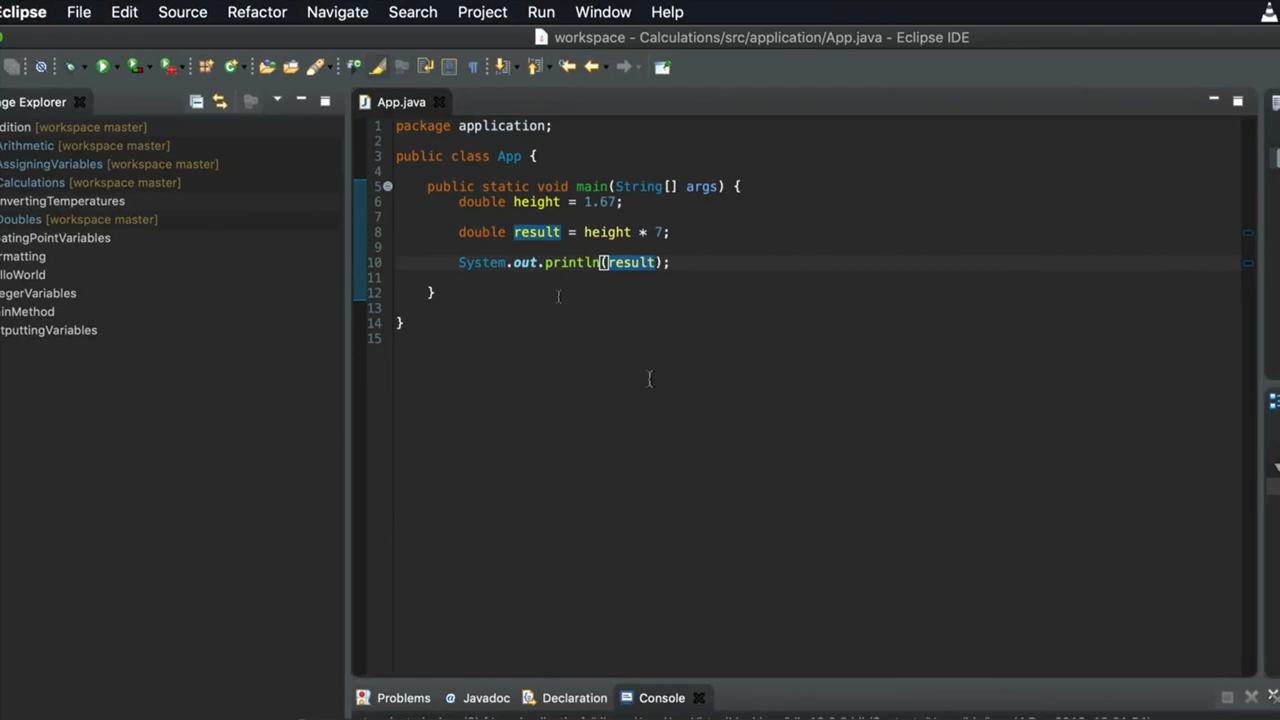 Eclipse File Edit Source Refactor Navigate Search Project Run Window Help
workspace - Calculations/src/application/App.java - Eclipse IDE
age Explorer
App.java
dition [workspace master]
Arithmetic [workspace master]
AssigningVariables [workspace master]
Calculations [workspace master]
nvertingTemperatures
Doubles [workspace master]
atingPointVariables
rmatting
lloWorld
egerVariables
inMethod
tputtingVariables
1 package application;
2
3 public class App {
4
5 public static void main(String[] args) {
6 double height = 1.67;
7
8 double result = height * 7;
9
10 System.out.println(result);
11
12 }
13
14 }
15
Problems @ Javadoc Declaration Console